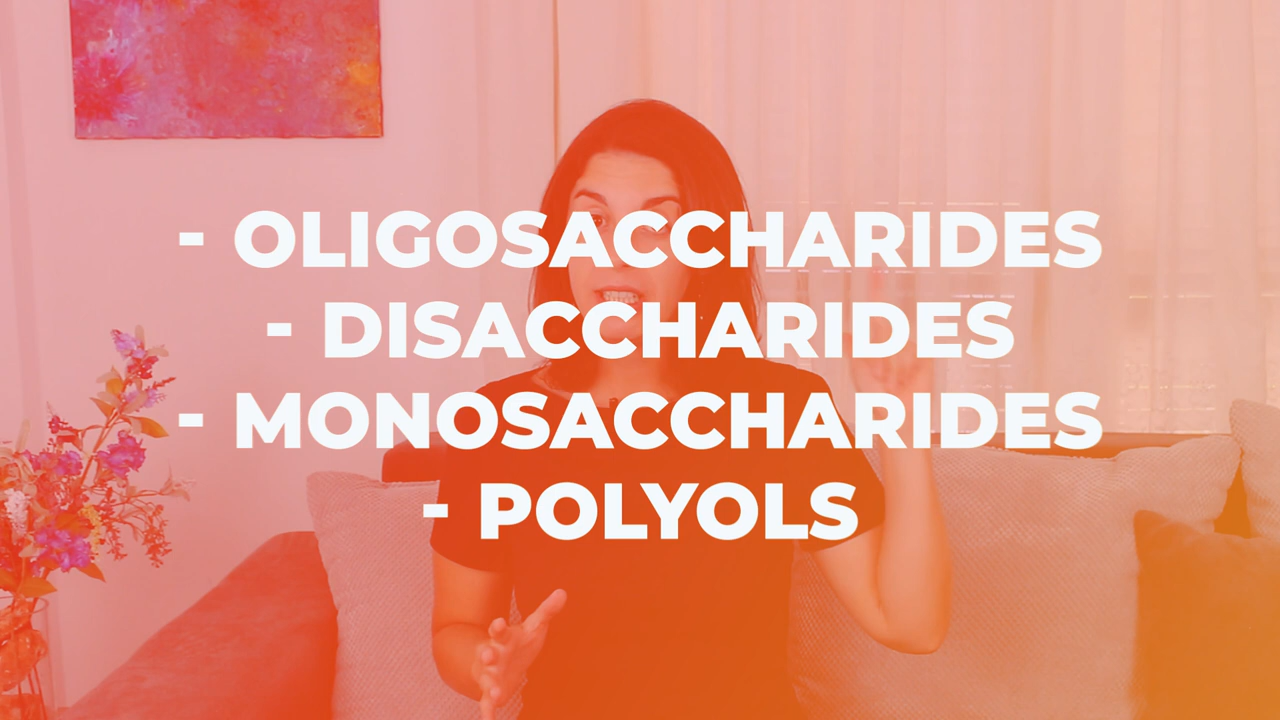 - OLIGOSACCHARIDES
- DISACCHARIDES
- MONOSACCHARIDES
- POLYOLS